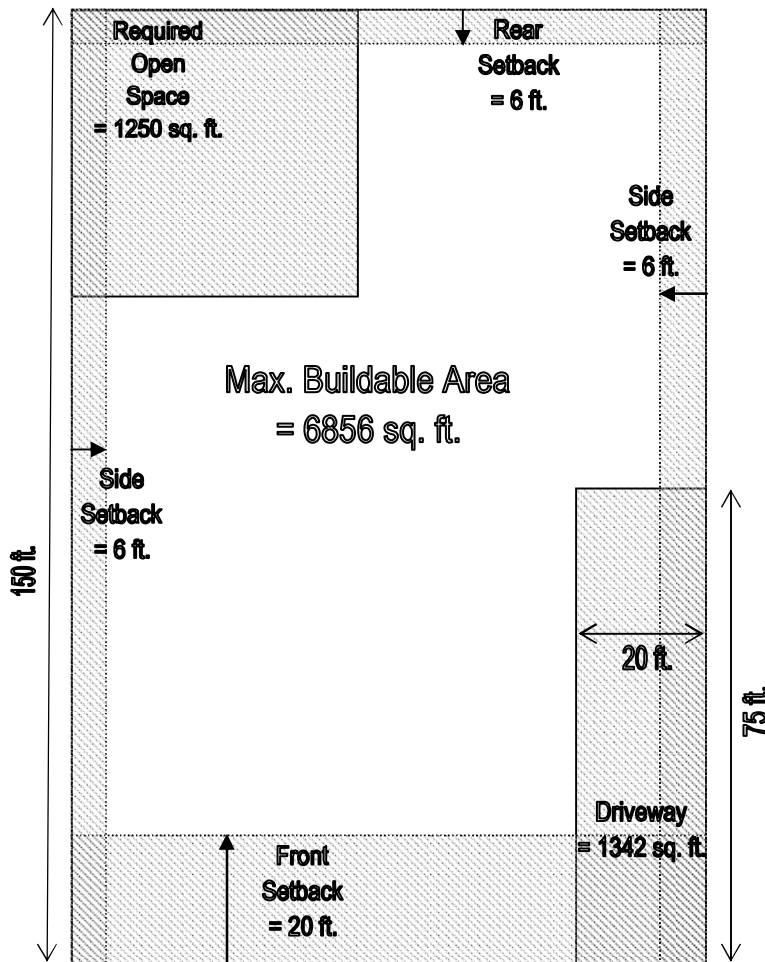 Required
Open
Space
= 1250 sq. ft.
Rear
Setback
= 6 ft.
Side
Setback
= 6 ft.
Max. Buildable Area
= 6856 sq. ft.
Side
Setback
= 6 ft.
150 ft.
20 ft.
75 ft.
Driveway
= 1342 sq. ft.
Front
Setback
= 20 ft.